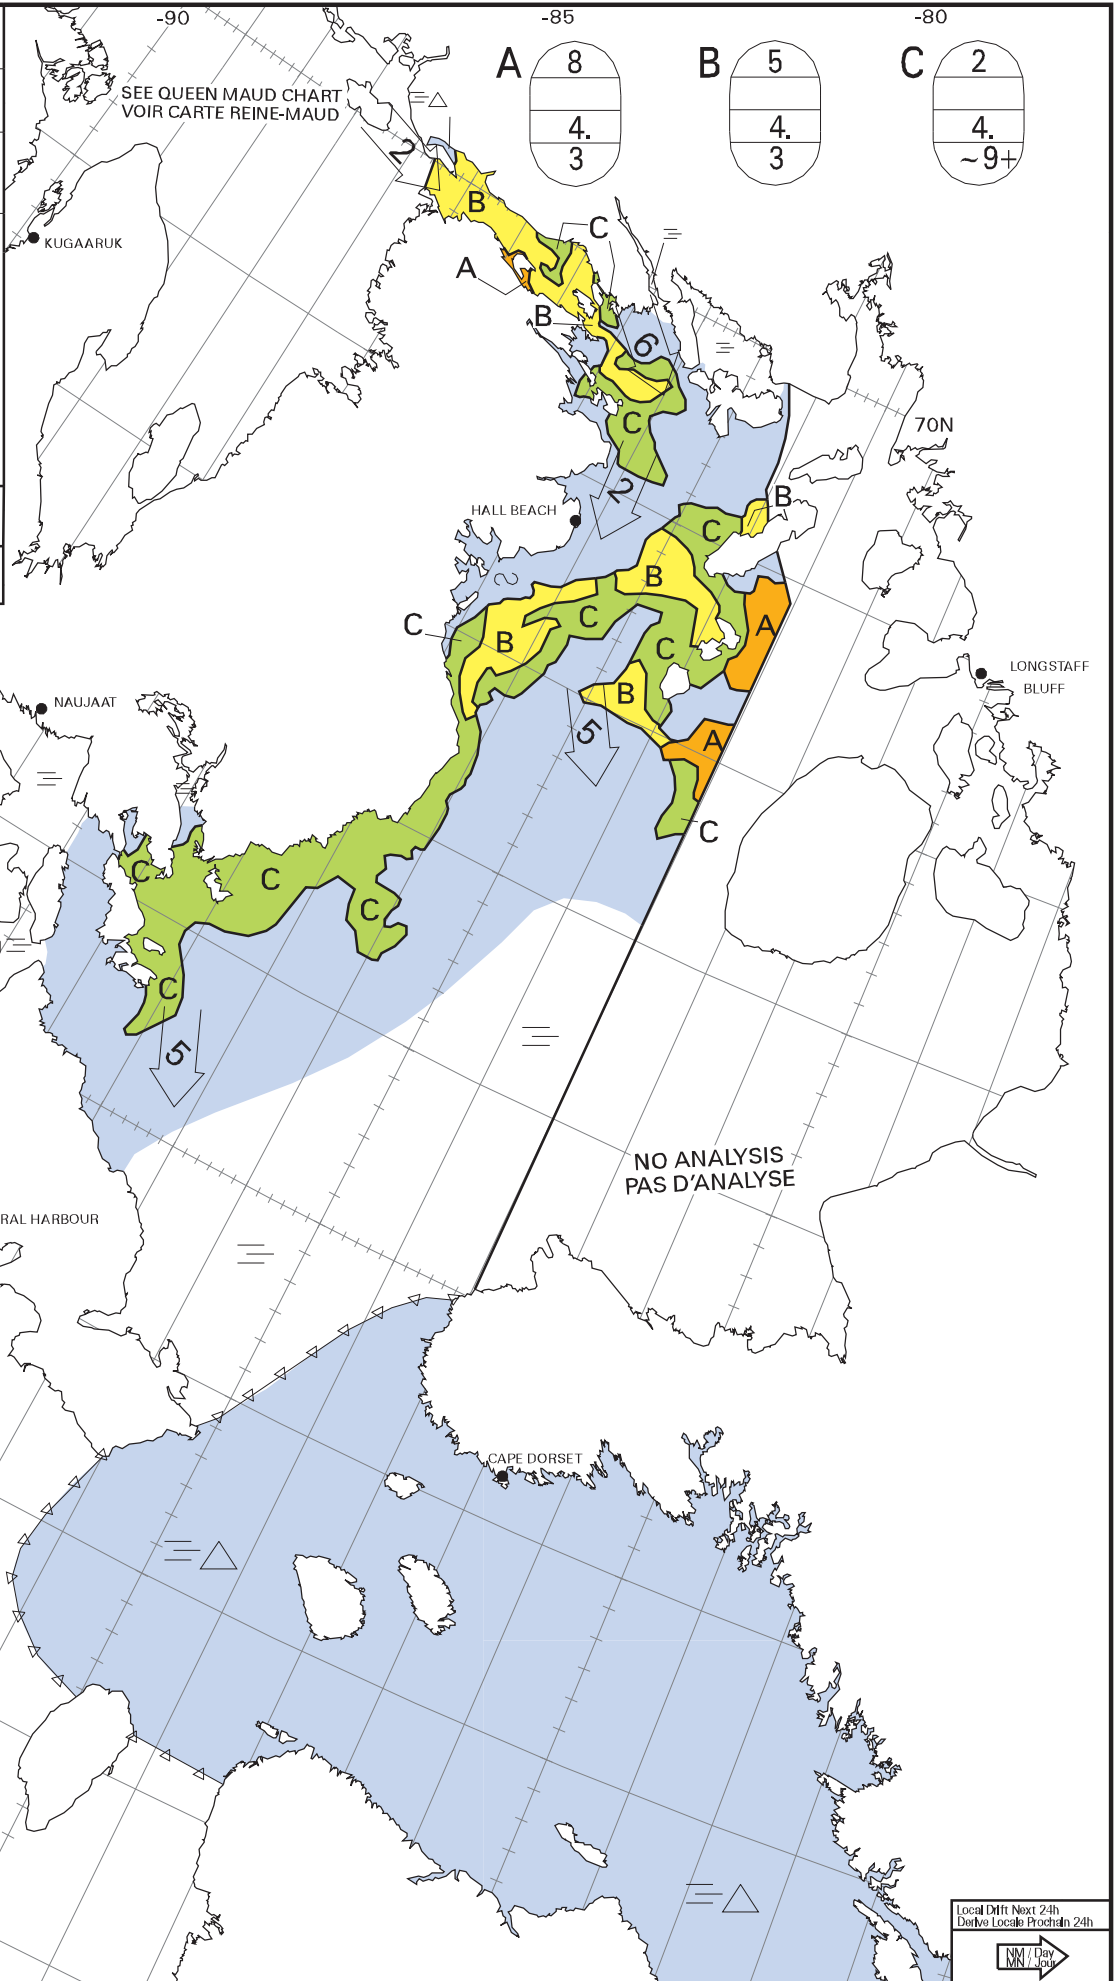 -90
-85
-80
A
8
4.
3
B
5
4.
3
C
2
4.
~9+
SEE QUEEN MAUD CHART
VOIR CARTE REINE-MAUD
2
B
C
KUGAARUK
A
B
6
C
70N
2
B
HALL BEACH
C
B
C
C
A
B
C
LONGSTAFF
BLUFF
B
NAUJAAT
5
A
C
C
C
C
C
5
NO ANALYSIS
PAS D'ANALYSE
RAL HARBOUR
CAPE DORSET
Local Drift Next 24h
Derive Locale Prochain 24h
NM / Day
MN / Jour